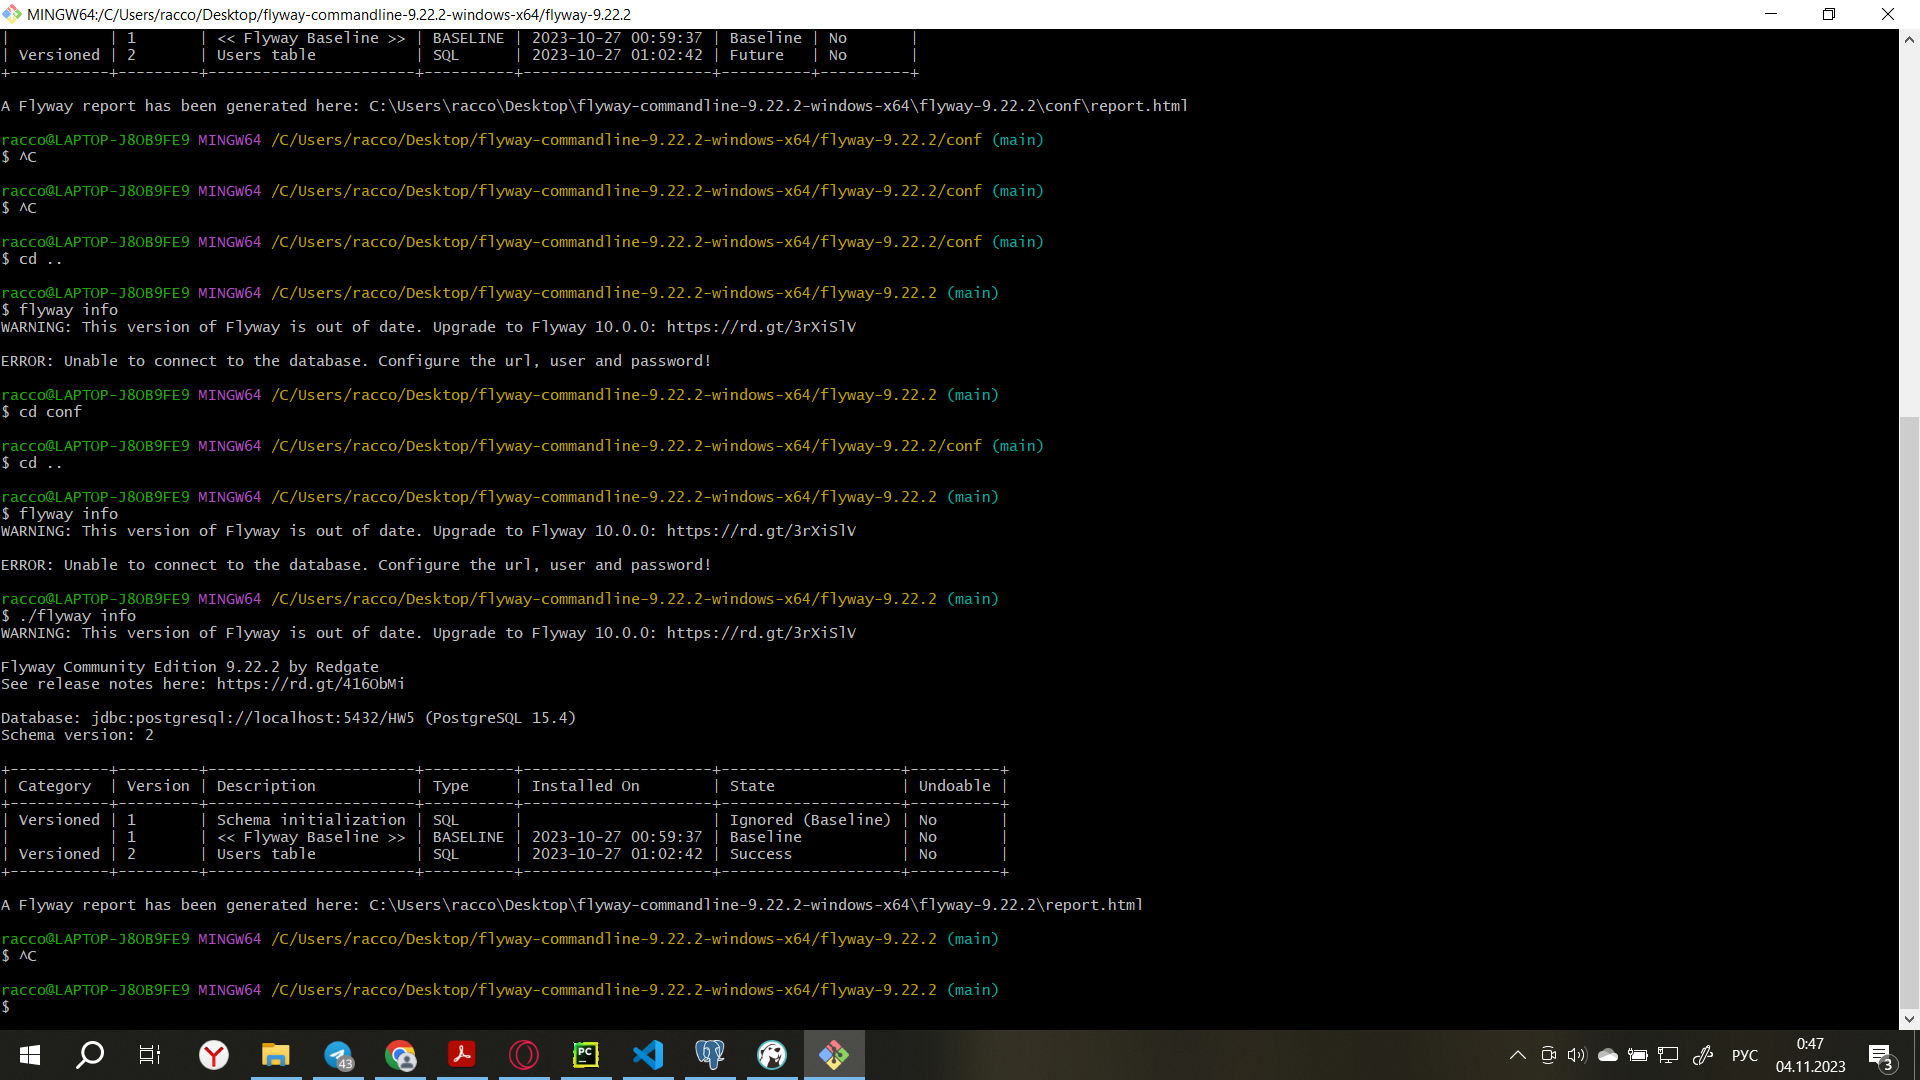 MINGW64:/C/Users/racco/Desktop/flyway-commandline-9.22.2-windows-x64/flyway-9.22.2
|           | 1       | << Flyway Baseline >> | BASELINE | 2023-10-27 00:59:37 | Baseline | No       |
| Versioned | 2       | Users table           | SQL      | 2023-10-27 01:02:42 | Future   | No       |
+-----------+---------+-----------------------+----------+---------------------+----------+----------+
A Flyway report has been generated here: C:\Users\racco\Desktop\flyway-commandline-9.22.2-windows-x64\flyway-9.22.2\conf\report.html
racco@LAPTOP-J8OB9FE9 MINGW64 /C/Users/racco/Desktop/flyway-commandline-9.22.2-windows-x64/flyway-9.22.2/conf (main)
$ ^C
racco@LAPTOP-J8OB9FE9 MINGW64 /C/Users/racco/Desktop/flyway-commandline-9.22.2-windows-x64/flyway-9.22.2/conf (main)
$ ^C
racco@LAPTOP-J8OB9FE9 MINGW64 /C/Users/racco/Desktop/flyway-commandline-9.22.2-windows-x64/flyway-9.22.2/conf (main)
$ cd ..
racco@LAPTOP-J8OB9FE9 MINGW64 /C/Users/racco/Desktop/flyway-commandline-9.22.2-windows-x64/flyway-9.22.2 (main)
$ flyway info
WARNING: This version of Flyway is out of date. Upgrade to Flyway 10.0.0: https://rd.gt/3rXiSlV
ERROR: Unable to connect to the database. Configure the url, user and password!
racco@LAPTOP-J8OB9FE9 MINGW64 /C/Users/racco/Desktop/flyway-commandline-9.22.2-windows-x64/flyway-9.22.2 (main)
$ cd conf
racco@LAPTOP-J8OB9FE9 MINGW64 /C/Users/racco/Desktop/flyway-commandline-9.22.2-windows-x64/flyway-9.22.2/conf (main)
$ cd ..
racco@LAPTOP-J8OB9FE9 MINGW64 /C/Users/racco/Desktop/flyway-commandline-9.22.2-windows-x64/flyway-9.22.2 (main)
$ flyway info
WARNING: This version of Flyway is out of date. Upgrade to Flyway 10.0.0: https://rd.gt/3rXiSlV
ERROR: Unable to connect to the database. Configure the url, user and password!
racco@LAPTOP-J8OB9FE9 MINGW64 /C/Users/racco/Desktop/flyway-commandline-9.22.2-windows-x64/flyway-9.22.2 (main)
$ ./flyway info
WARNING: This version of Flyway is out of date. Upgrade to Flyway 10.0.0: https://rd.gt/3rXiSlV
Flyway Community Edition 9.22.2 by Redgate
See release notes here: https://rd.gt/416ObMi
Database: jdbc:postgresql://localhost:5432/HW5 (PostgreSQL 15.4)
Schema version: 2
+-----------+---------+-----------------------+----------+---------------------+--------------------+----------+
| Category  | Version | Description           | Type     | Installed On        | State              | Undoable |
+-----------+---------+-----------------------+----------+---------------------+--------------------+----------+
| Versioned | 1       | Schema initialization | SQL      |                     | Ignored (Baseline) | No       |
|           | 1       | << Flyway Baseline >> | BASELINE | 2023-10-27 00:59:37 | Baseline           | No       |
| Versioned | 2       | Users table           | SQL      | 2023-10-27 01:02:42 | Success            | No       |
+-----------+---------+-----------------------+----------+---------------------+--------------------+----------+
A Flyway report has been generated here: C:\Users\racco\Desktop\flyway-commandline-9.22.2-windows-x64\flyway-9.22.2\report.html
racco@LAPTOP-J8OB9FE9 MINGW64 /C/Users/racco/Desktop/flyway-commandline-9.22.2-windows-x64/flyway-9.22.2 (main)
$ ^C
racco@LAPTOP-J8OB9FE9 MINGW64 /C/Users/racco/Desktop/flyway-commandline-9.22.2-windows-x64/flyway-9.22.2 (main)
$
43
PC
РУС
0:47
04.11.2023
3